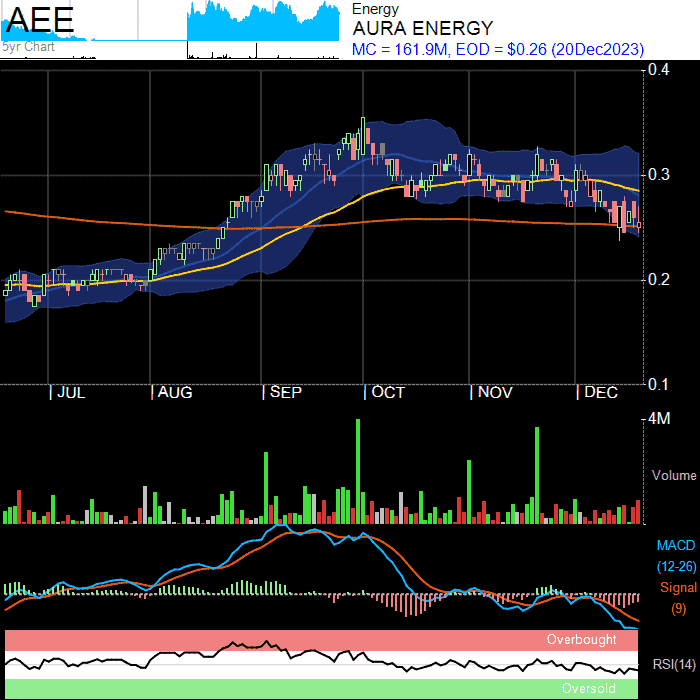 AEE
5yr Chart
Energy
AURA ENERGY
MC = 161.9M, EOD = $0.26 (20Dec2023)
0.4
0.3
0.2
0.1
| JUL | AUG | SEP | OCT | NOV | DEC
4M
Volume
MACD
(12-26)
Signal
(9)
Overbought
RSI(14)
Oversold